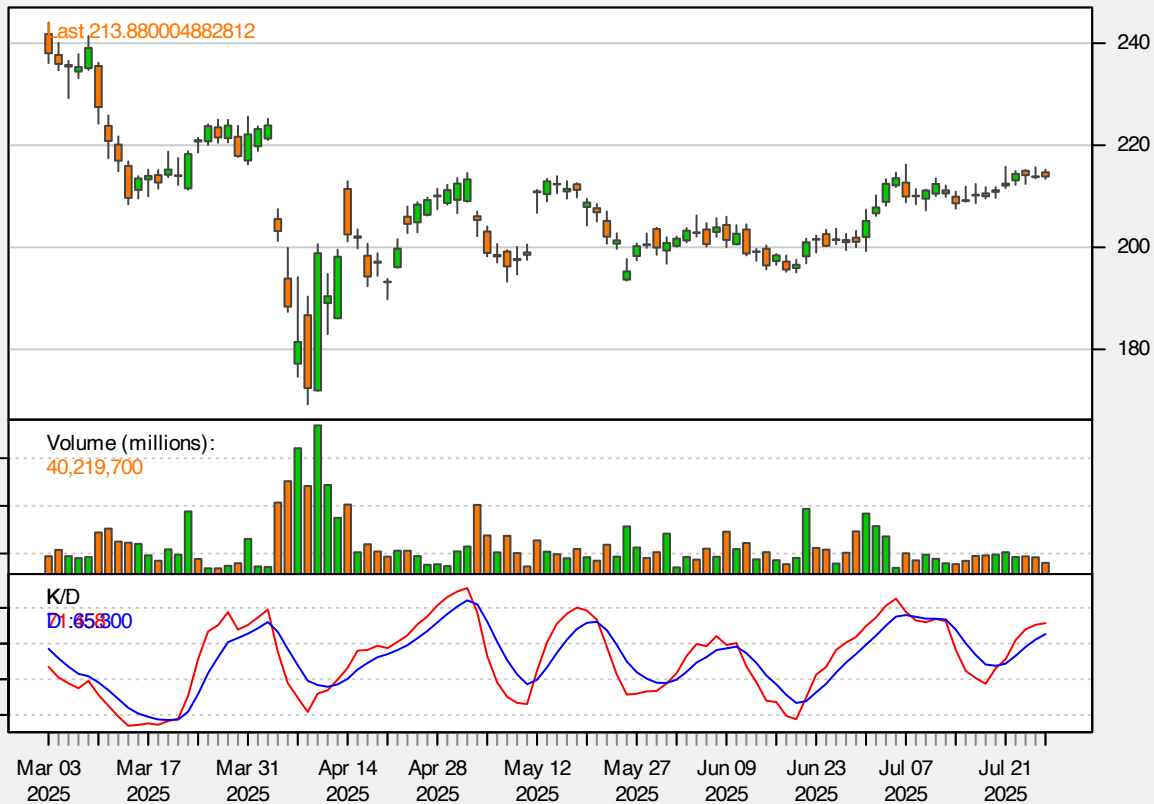 Last 213.880004882812
240
220
200
180
Volume (millions):
40,219,700
K/D
Mar 03 Mar 17 Mar 31 Apr 14 Apr 28 May 12 May 27 Jun 09 Jun 23 Jul 07 Jul 21
2025 2025 2025 2025 2025 2025 2025 2025 2025 2025 2025